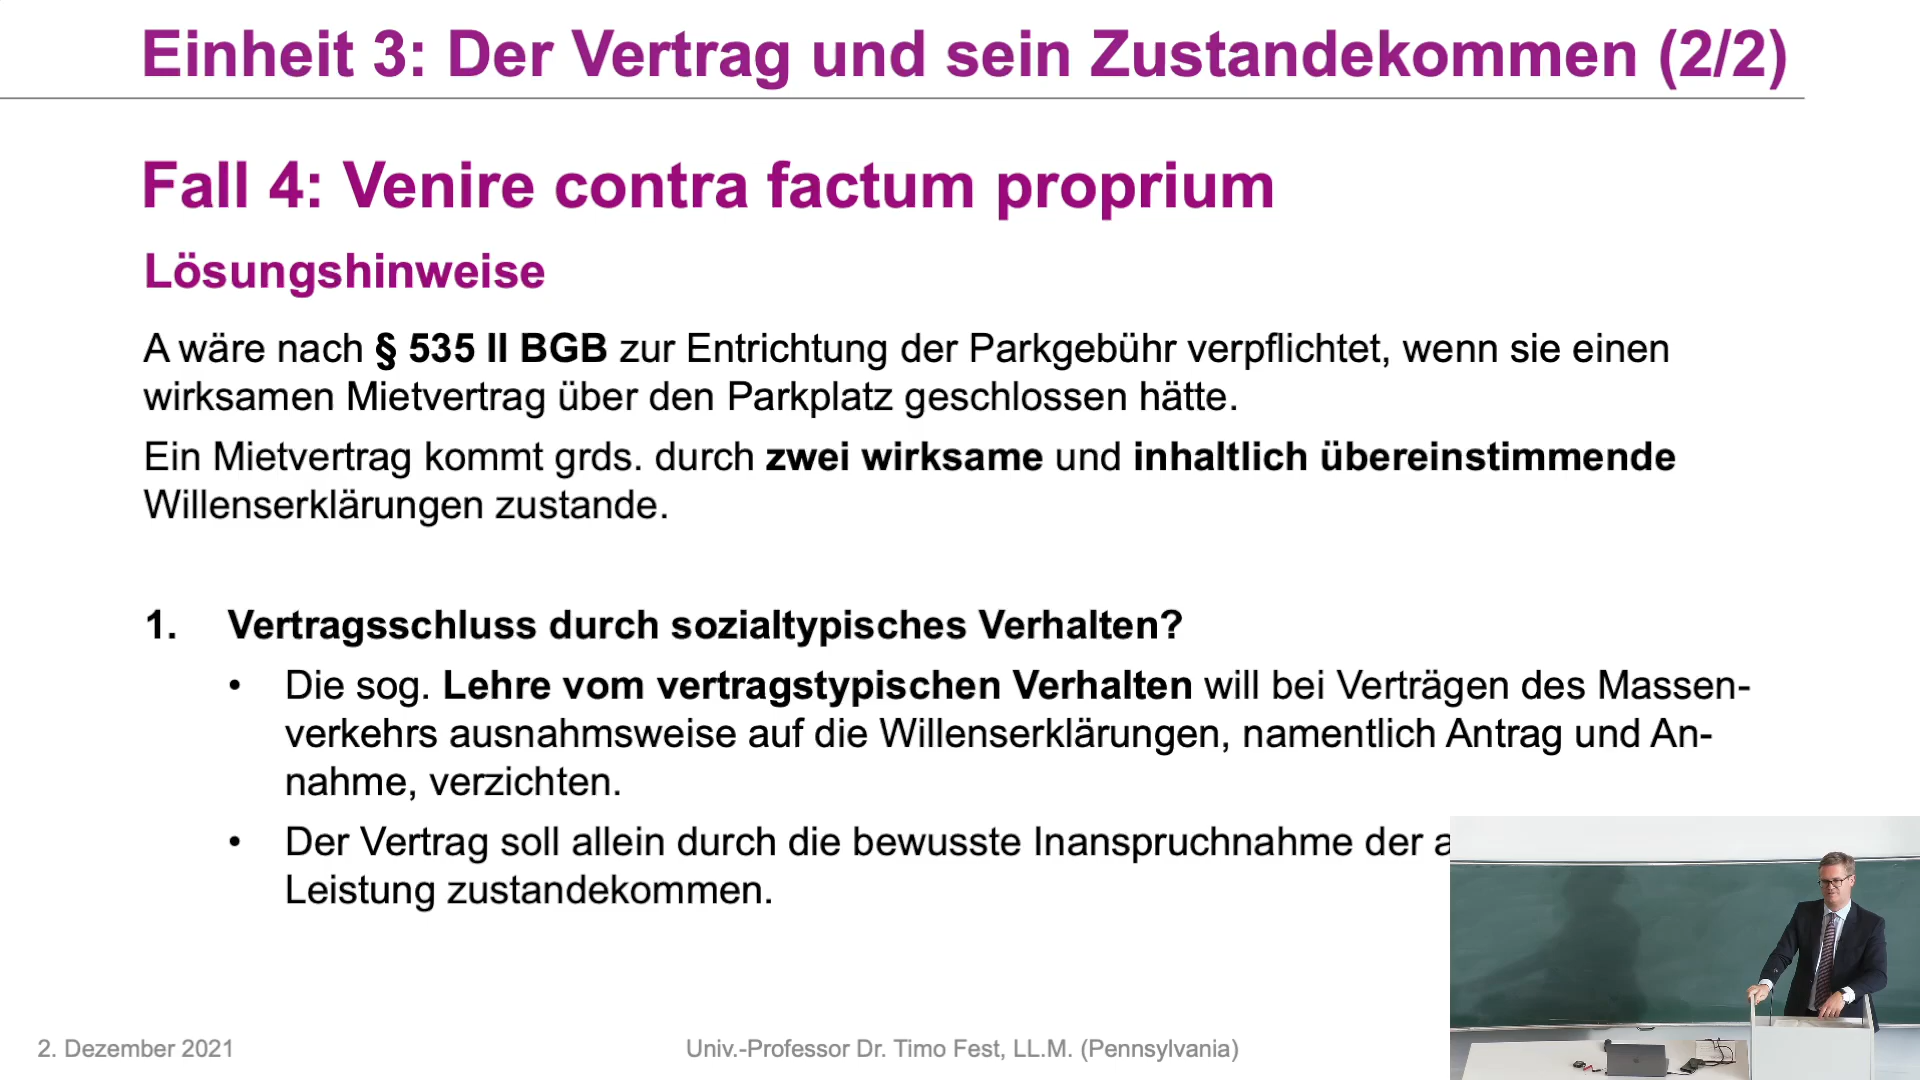 Einheit 3: Der Vertrag und sein Zustandekommen (2/2)
Fall 4: Venire contra factum proprium
Lösungshinweise
A wäre nach § 535 II BGB zur Entrichtung der Parkgebühr verpflichtet, wenn sie einen
wirksamen Mietvertrag über den Parkplatz geschlossen hätte.
Ein Mietvertrag kommt grds. durch zwei wirksame und inhaltlich übereinstimmende
Willenserklärungen zustande.
1. Vertragsschluss durch sozialtypisches Verhalten?
• Die sog. Lehre vom vertragstypischen Verhalten will bei Verträgen des Massen-
verkehrs ausnahmsweise auf die Willenserklärungen, namentlich Antrag und An-
nahme, verzichten.
• Der Vertrag soll allein durch die bewusste Inanspruchnahme der
Leistung zustandekommen.
2. Dezember 2021
Univ.-Professor Dr. Timo Fest, LL.M. (Pennsylvania)